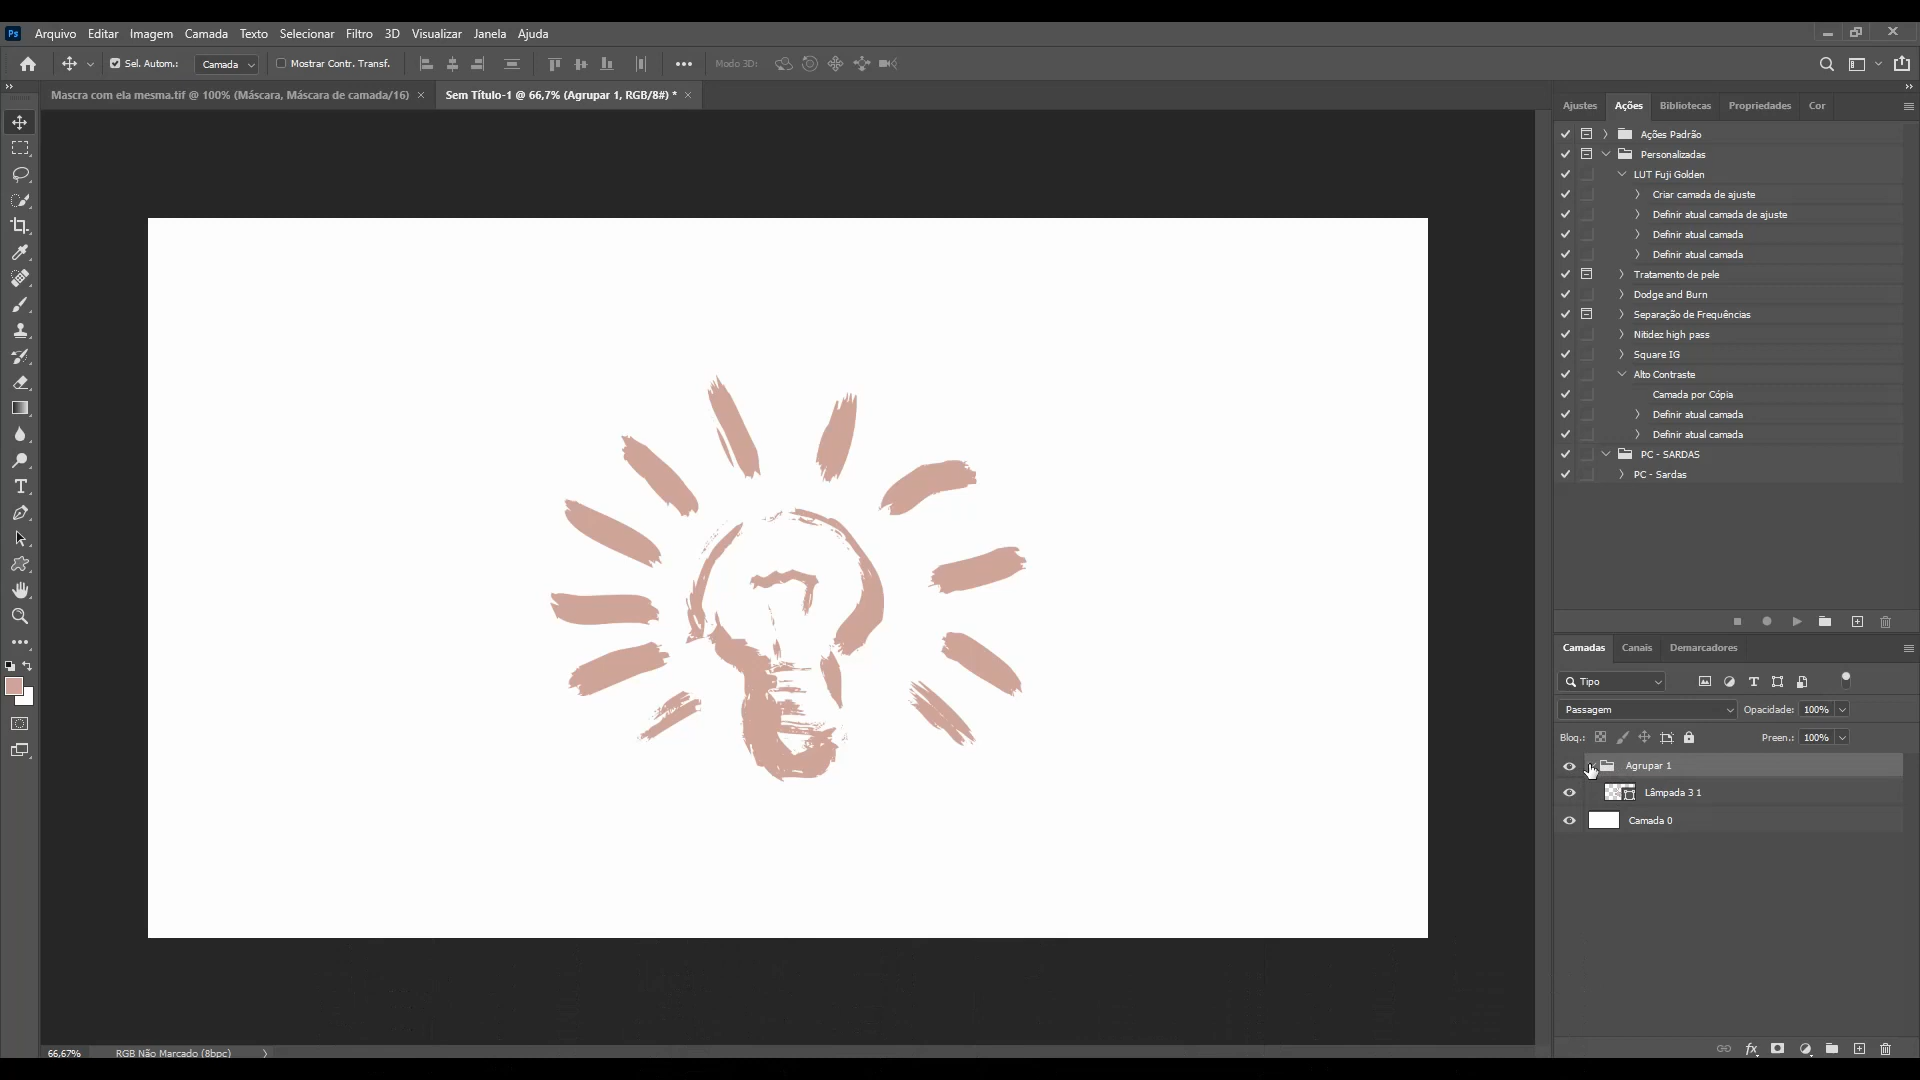 Ps Arquivo Editar Imagem Camada Texto Selecionar Filtro 3D Visualizar Janela Ajuda
Sel. Autom.: Camada Mostrar Contr. Transf. Modo 3D:
Mascra com ela mesma.tif @ 100% (Máscara, Máscara de camada/16) × Sem Título-1 @ 66,7% (Agrupar 1, RGB/8#) * ×
Ajustes Ações Bibliotecas Propriedades Cor
Ações Padrão
Personalizadas
LUT Fuji Golden
Criar camada de ajuste
Definir atual camada de ajuste
Definir atual camada
Definir atual camada
Tratamento de pele
Dodge and Burn
Separação de Frequências
Nitidez high pass
Square IG
Alto Contraste
Camada por Cópia
Definir atual camada
Definir atual camada
PC - SARDAS
PC - Sardas
Camadas Canais Demarcadores
Tipo
Passagem Opacidade: 100%
Bloq.: Preen.: 100%
Agrupar 1
Lâmpada 3 1
Camada 0
66,67% RGB Não Marcado (8bpc)
fx